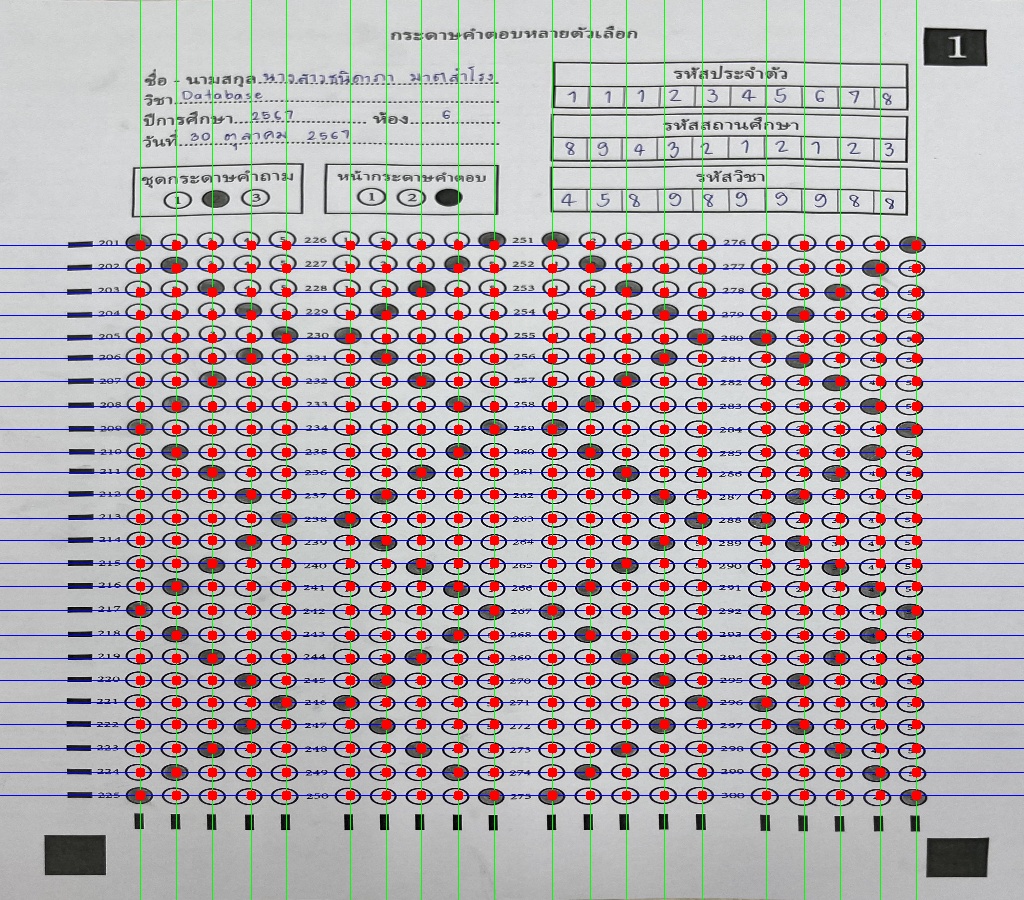 กระดาษคำตอบหลายตัวเลือก
1
ชื่อ - นามสกุล นางสาวธนิดาภา มาตสำโรง
วิชา Database
ปีการศึกษา 2567 ห้อง 6
วันที่ 30 ตุลาคม 2567
รหัสประจำตัว
1 1 1 2 3 4 5 6 7 8
รหัสสถานศึกษา
8 9 4 3 2 1 2 1 2 3
รหัสวิชา
4 5 8 9 8 9 9 9 8 8
ชุดกระดาษคำถาม
1 3
หน้ากระดาษคำตอบ
1 2
201 226 251 276
202 227 252 277
203 228 253 278
204 229 254 279
205 230 255 280
206 231 256 281
207 232 257 282
208 233 258 283
209 234 259 284
210 235 260 285
211 236 261 286
212 237 262 287
213 238 263 288
214 239 264 289
215 240 265 290
216 241 266 291
217 242 267 292
218 243 268 293
219 244 269 294
220 245 270 295
221 246 271 296
222 247 272 297
223 248 273 298
224 249 274 299
225 250 275 300